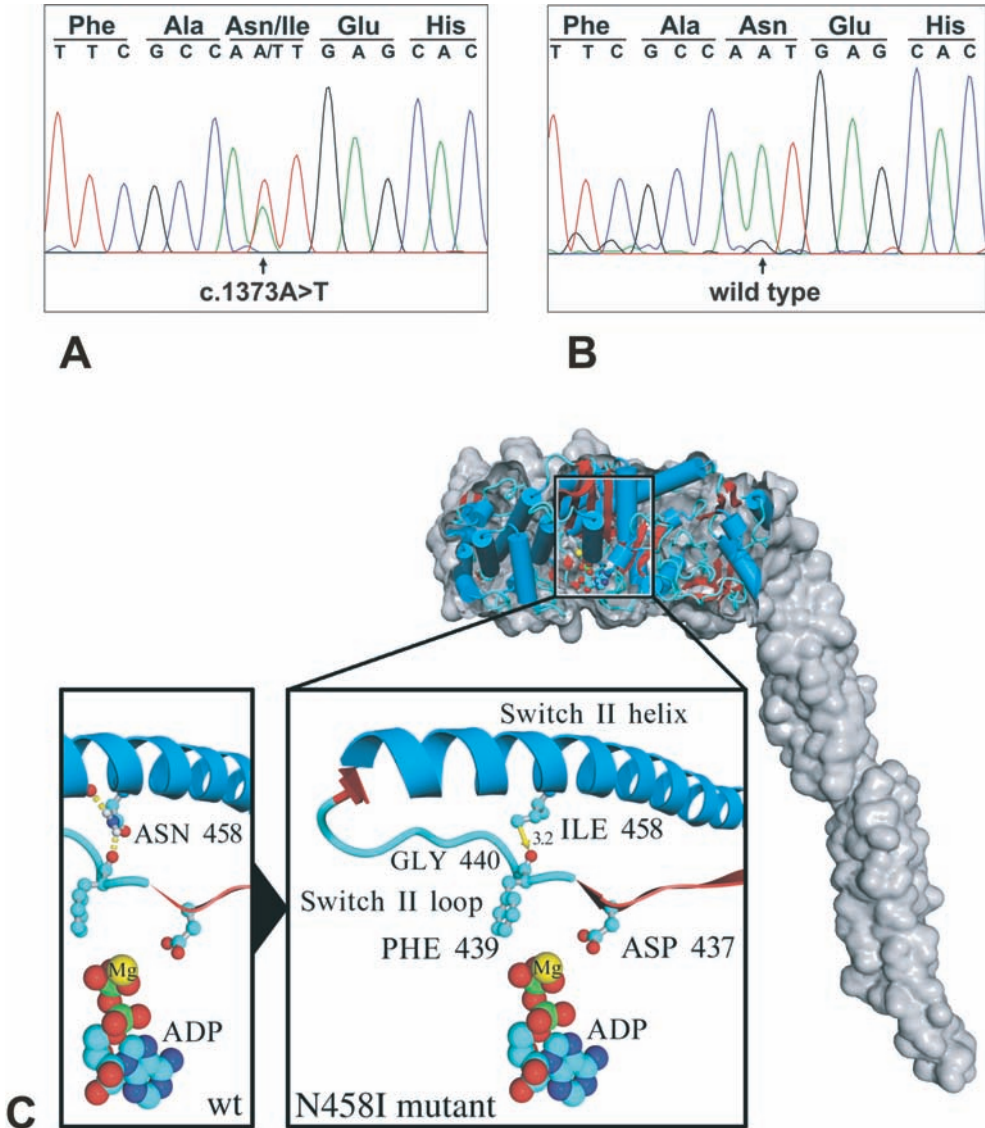 Phe Ala Asn/Ile Glu His
T T C G C C A A/T T G A G C A C
c.1373A>T
A
Phe Ala Asn Glu His
T T C G C C A A T G A G C A C
wild type
B
ASN 458
Mg
ADP
wt
Switch II helix
3.2 ILE 458
GLY 440
Switch II loop
PHE 439 ASP 437
Mg
ADP
N458I mutant
C